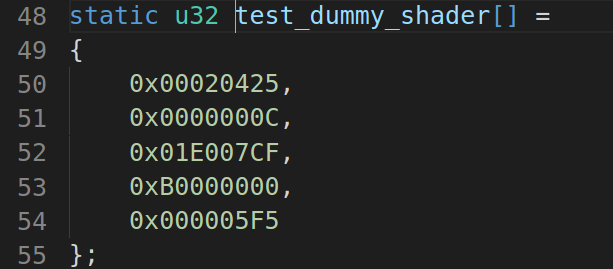 48 static u32 test_dummy_shader[] =
49 {
50     0x00020425,
51     0x0000000C,
52     0x01E007CF,
53     0xB0000000,
54     0x000005F5
55 };